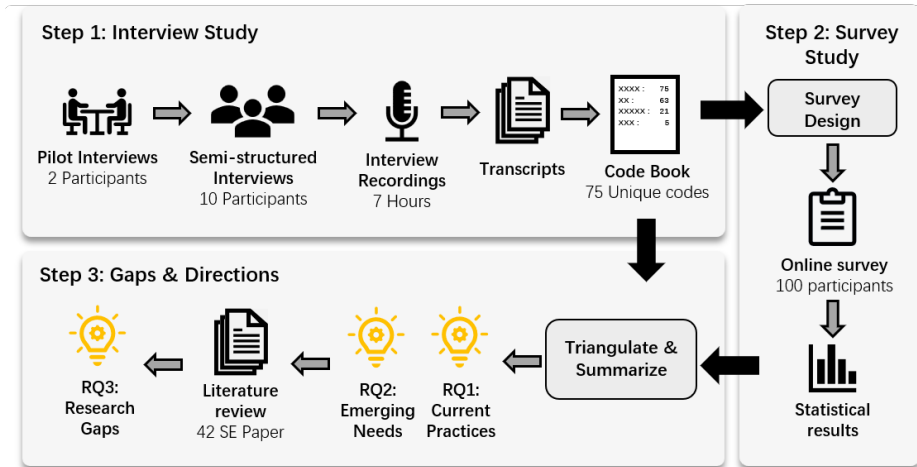 Step 1: Interview Study
Pilot Interviews
2 Participants
Semi-structured
Interviews
10 Participants
Interview
Recordings
7 Hours
Transcripts
XXXX : 75
XX : 63
XXXXX : 21
XXX : 5
Code Book
75 Unique codes
Step 2: Survey
Study
Survey
Design
Online survey
100 participants
Statistical
results
Step 3: Gaps & Directions
Triangulate &
Summarize
RQ1:
Current
Practices
RQ2:
Emerging
Needs
Literature
review
42 SE Paper
RQ3:
Research
Gaps